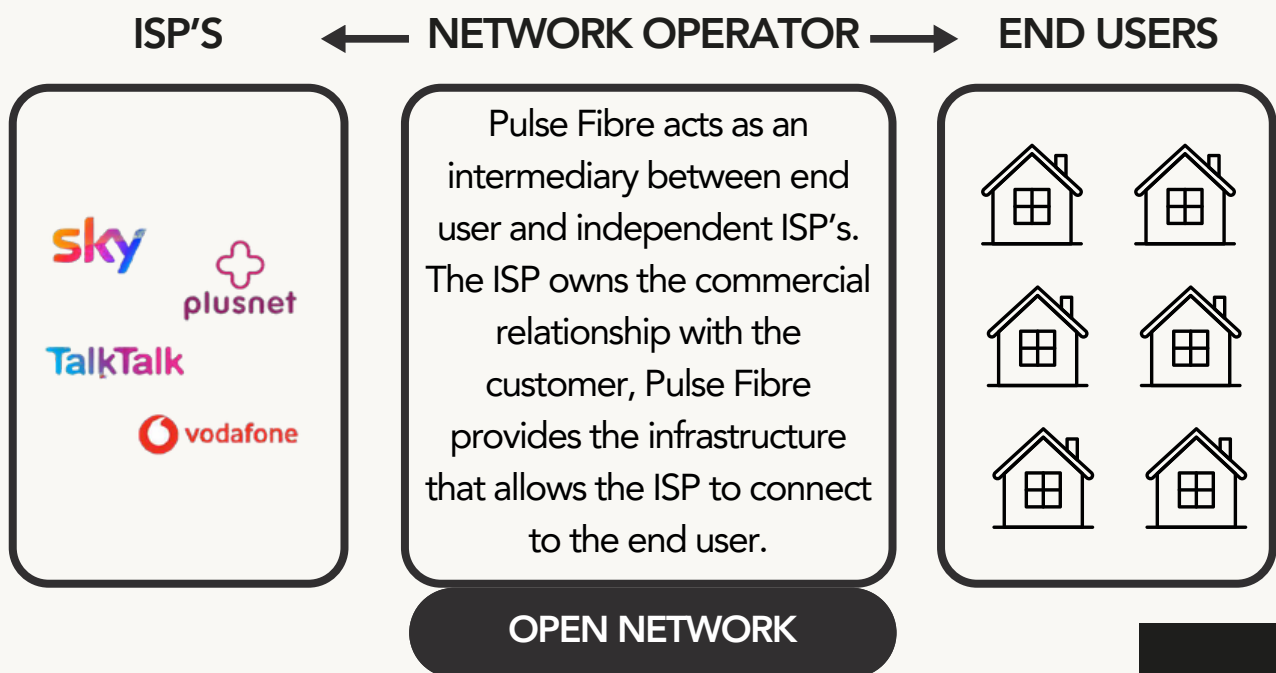 ISP'S
NETWORK OPERATOR
END USERS
sky
plusnet
TalkTalk
vodafone
Pulse Fibre acts as an
intermediary between end
user and independent ISP’s.
The ISP owns the commercial
relationship with the
customer, Pulse Fibre
provides the infrastructure
that allows the ISP to connect
to the end user.
OPEN NETWORK